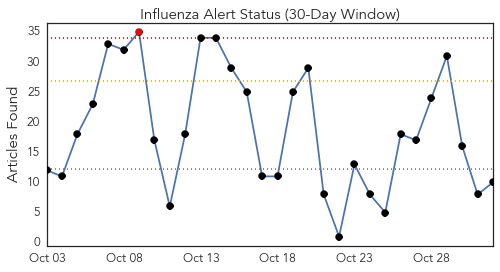 Influenza Alert Status (30-Day Window)
Articles Found
35
30
25
20
15
10
5
0
Oct 03 Oct 08 Oct 13 Oct 18 Oct 23 Oct 28